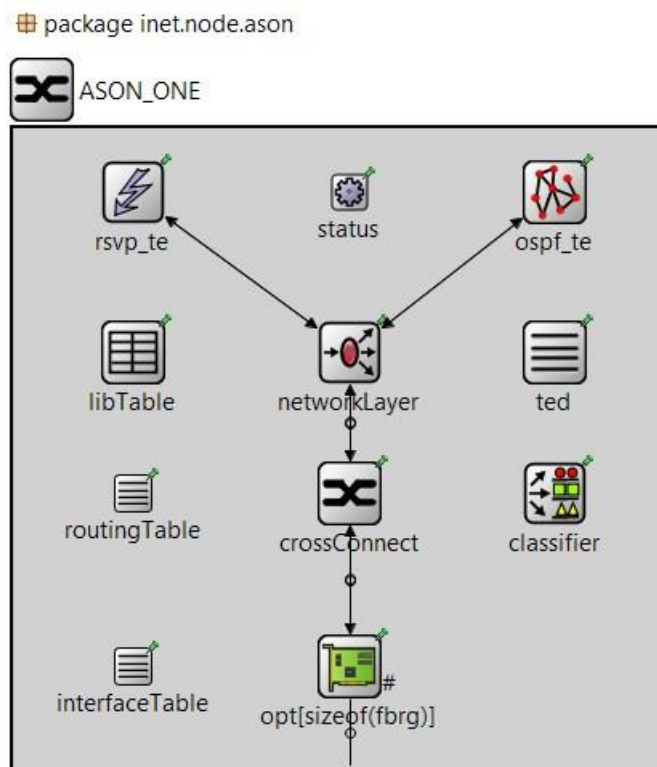 package inet.node.ason
ASON_ONE
rsvp_te
status
ospf_te
libTable
networkLayer
ted
routingTable
crossConnect
classifier
interfaceTable
#
opt[sizeof(fbrg)]